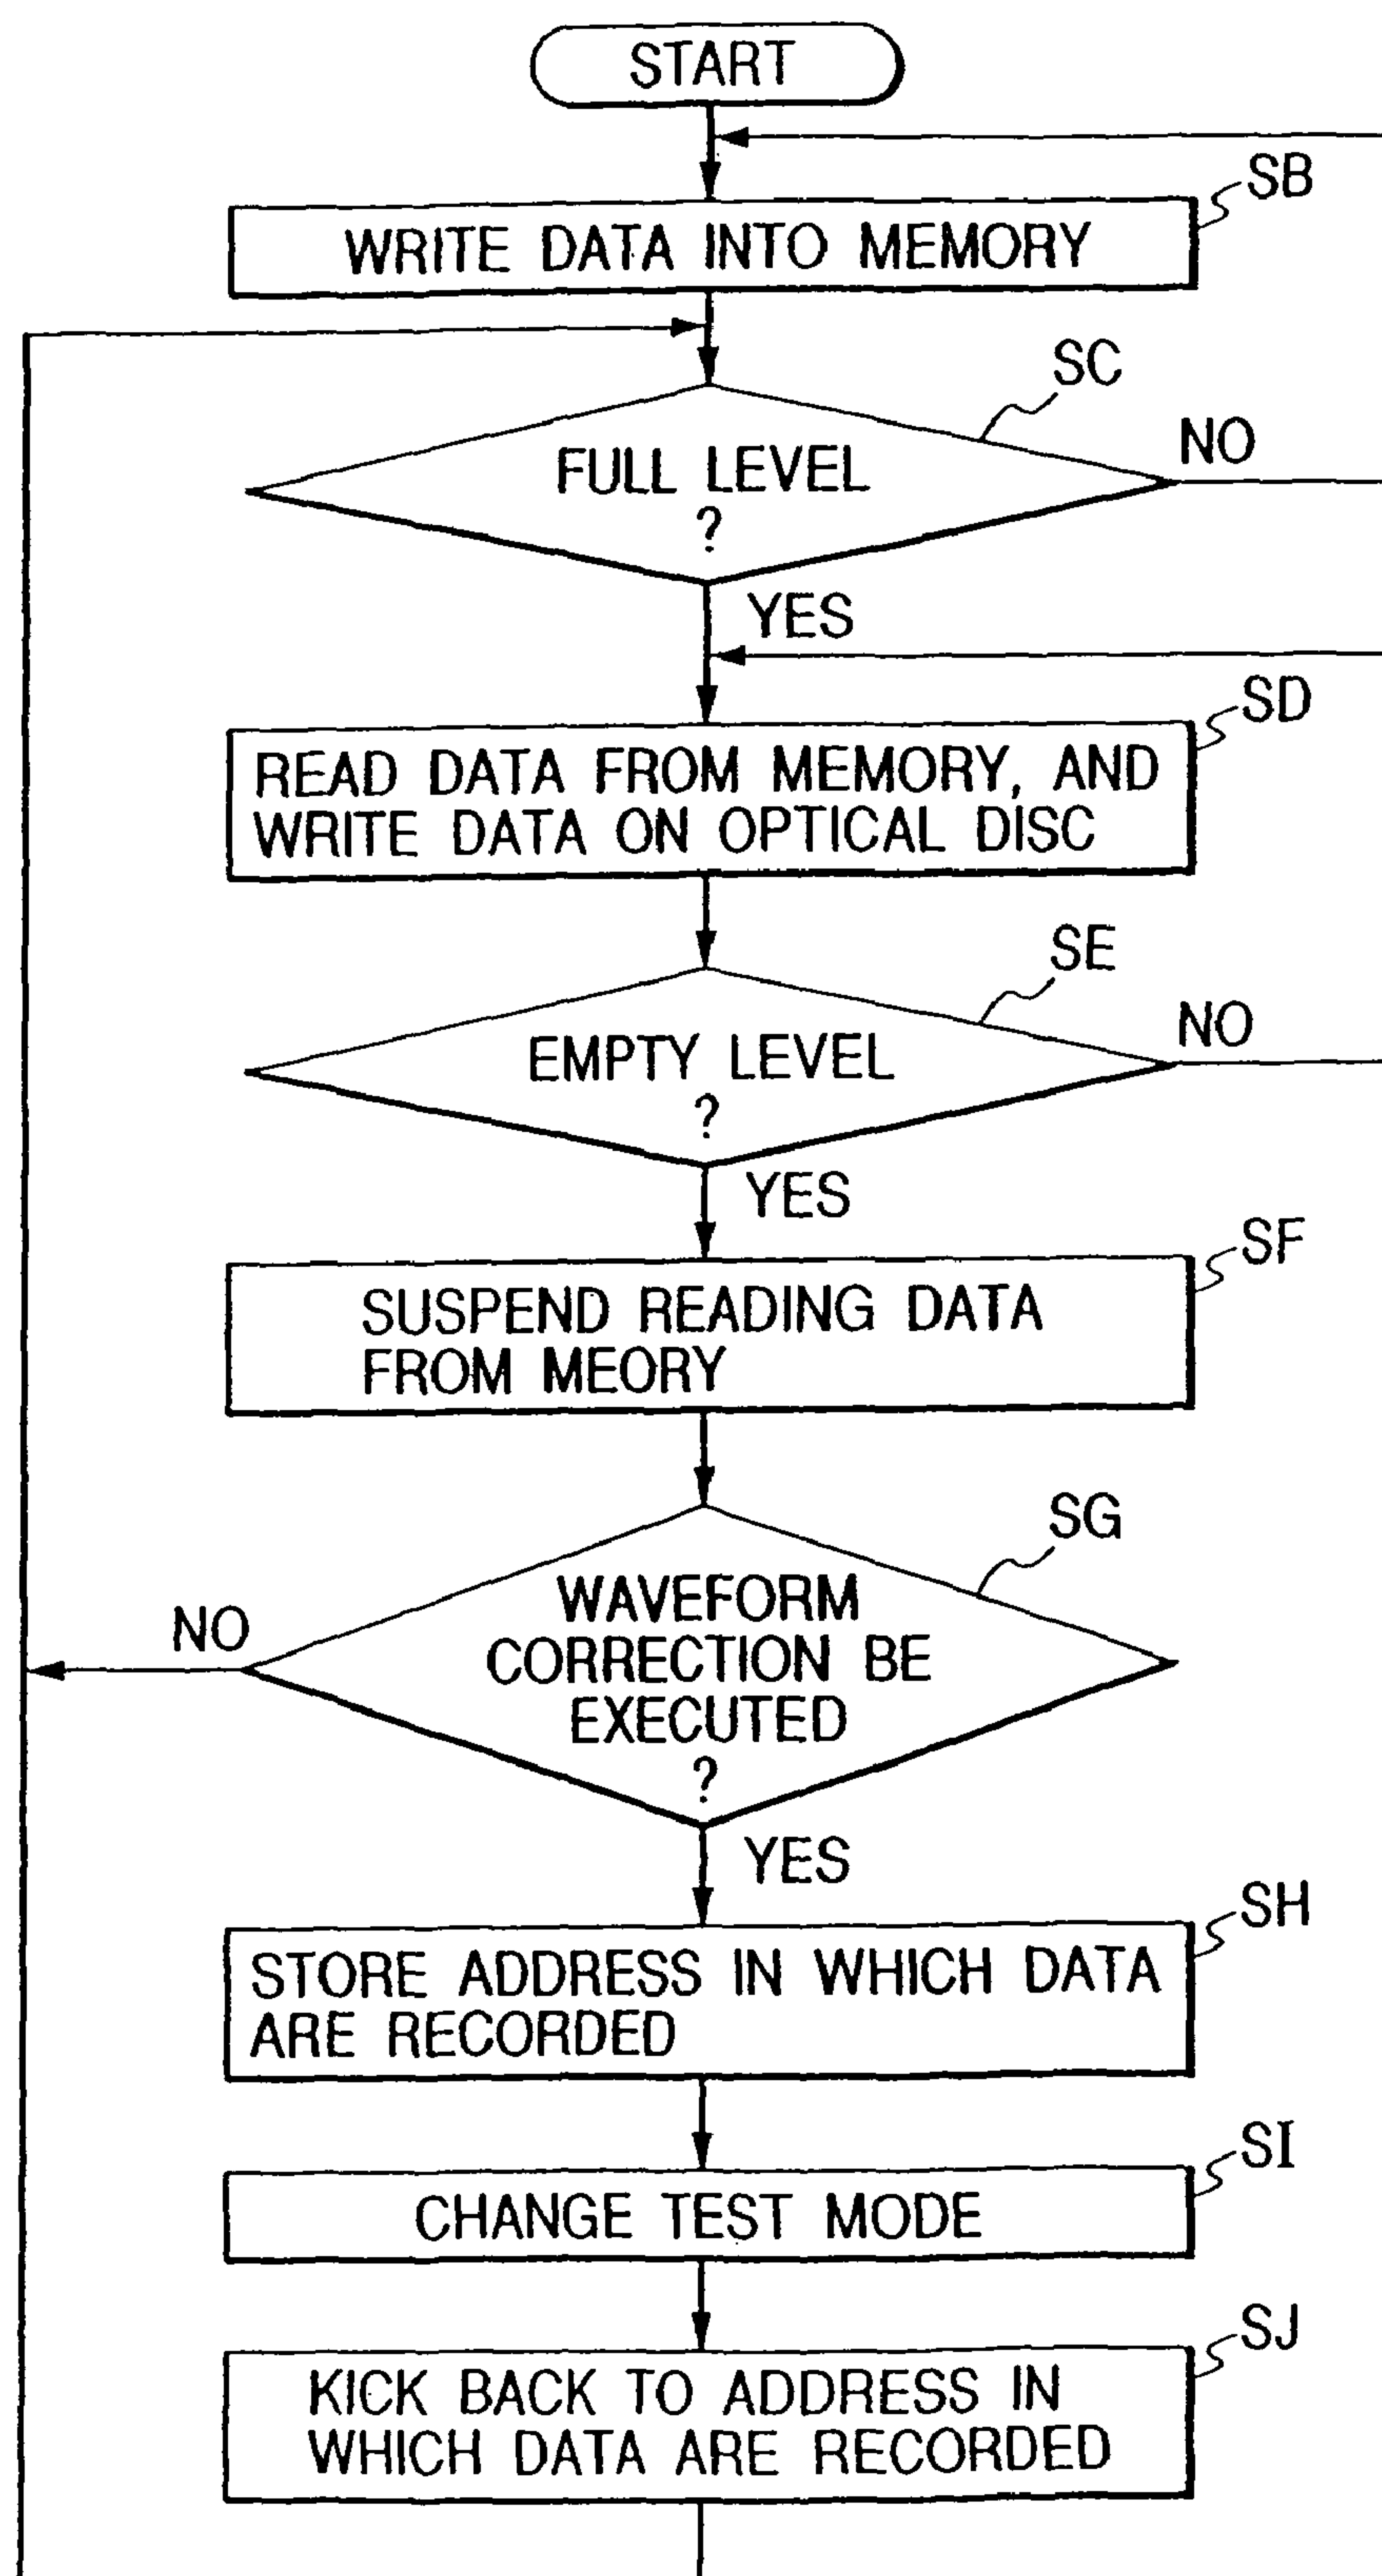 START
SB
WRITE DATA INTO MEMORY
SC
NO
FULL LEVEL
?
YES
SD
READ DATA FROM MEMORY, AND
WRITE DATA ON OPTICAL DISC
SE
NO
EMPTY LEVEL
?
YES
SF
SUSPEND READING DATA
FROM MEORY
SG
WAVEFORM
NO
CORRECTION BE
EXECUTED
?
YES
SH
STORE ADDRESS IN WHICH DATA
ARE RECORDED
SI
CHANGE TEST MODE
SJ
KICK BACK TO ADDRESS IN
WHICH DATA ARE RECORDED